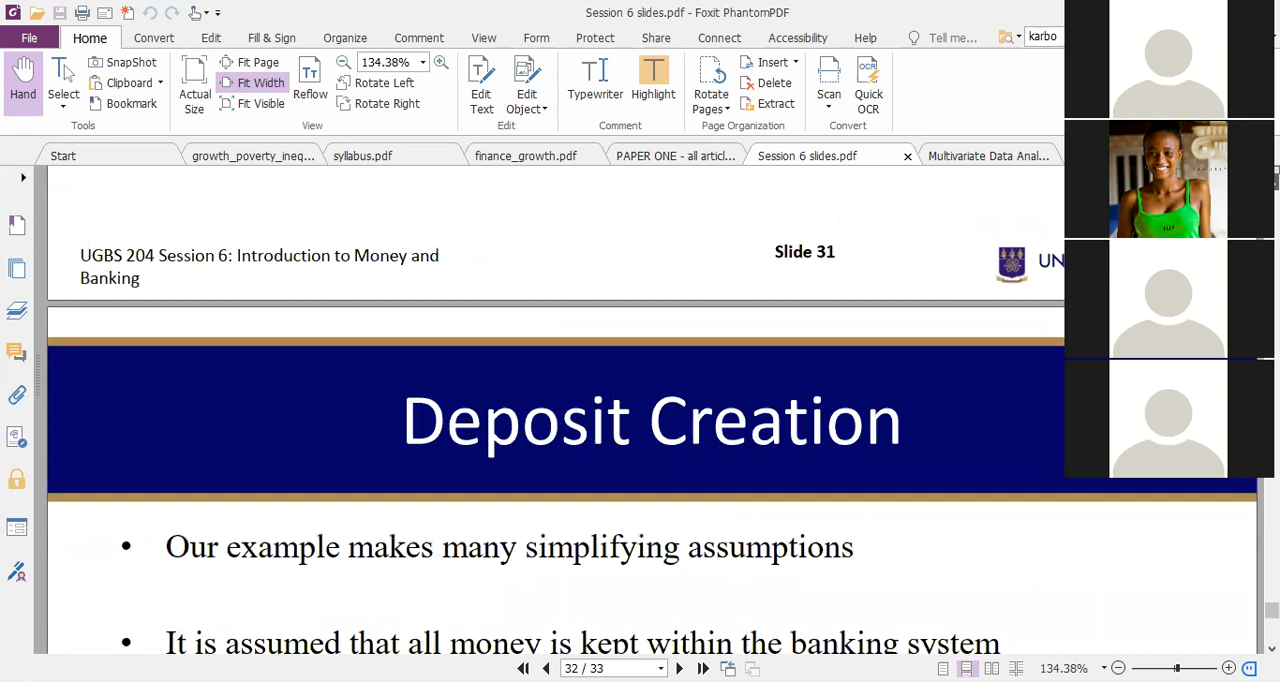 Session 6 slides.pdf - Foxit PhantomPDF
File Home Convert Edit Fill & Sign Organize Comment View Form Protect Share Connect Accessibility Help Tell me... karbo
Hand Select SnapShot Clipboard Bookmark Tools
Actual Size Fit Page Fit Width Fit Visible Reflow 134.38% Rotate Left Rotate Right View
Edit Text Edit Object Edit
Typewriter Highlight Comment
Rotate Pages Insert Delete Extract Page Organization
Scan Quick OCR Convert
Start growth_poverty_ineq... syllabus.pdf finance_growth.pdf PAPER ONE - all articl... Session 6 slides.pdf Multivariate Data Anal...
UGBS 204 Session 6: Introduction to Money and
Banking
Slide 31
UN
Deposit Creation
• Our example makes many simplifying assumptions
• It is assumed that all money is kept within the banking system
32 / 33 134.38%